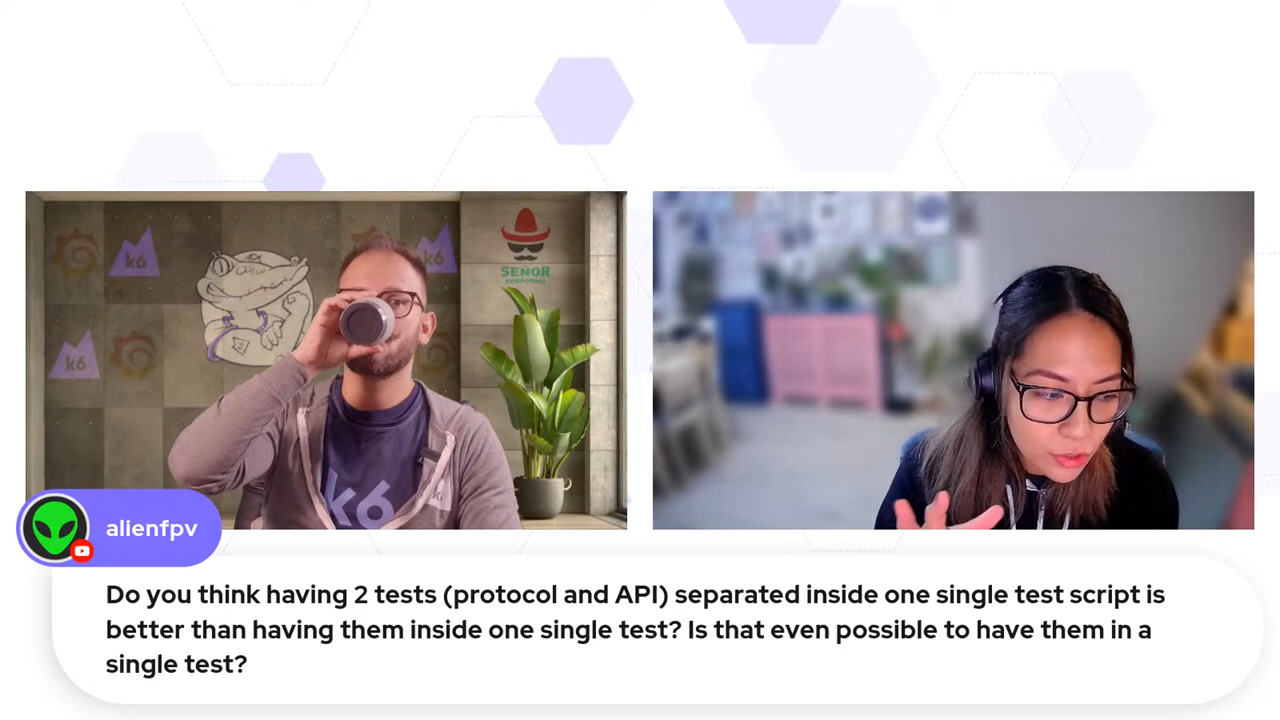 k6
k6
k6
SEÑOR
PERFORMO
k6
alienfpv
Do you think having 2 tests (protocol and API) separated inside one single test script is
better than having them inside one single test? Is that even possible to have them in a
single test?